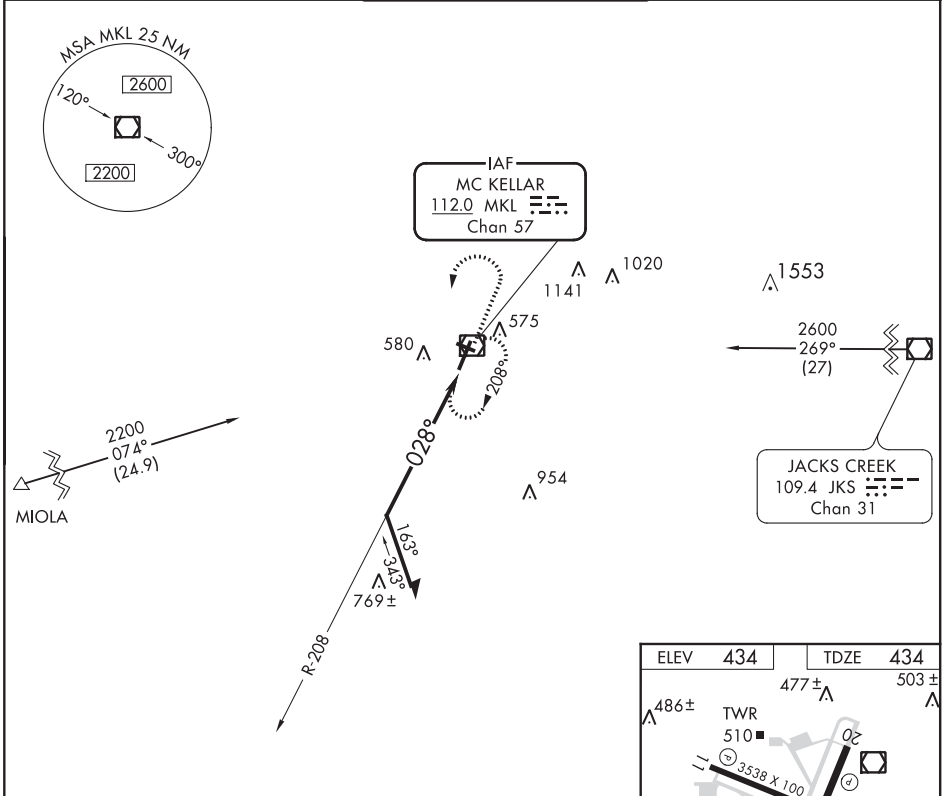 MSA MKL 25 NM
2600
120°
300°
2200
IAF
MC KELLAR
112.0 MKL
Chan 57
1141
1020
1553
575
580
208°
2600
269°
(27)
028°
2200
074°
(24.9)
MIOLA
954
JACKS CREEK
109.4 JKS
Chan 31
163°
343°
769±
R-208
ELEV 434
TDZE 434
477±
503 ±
486±
TWR
510
20
11
P
3538 X 100
P